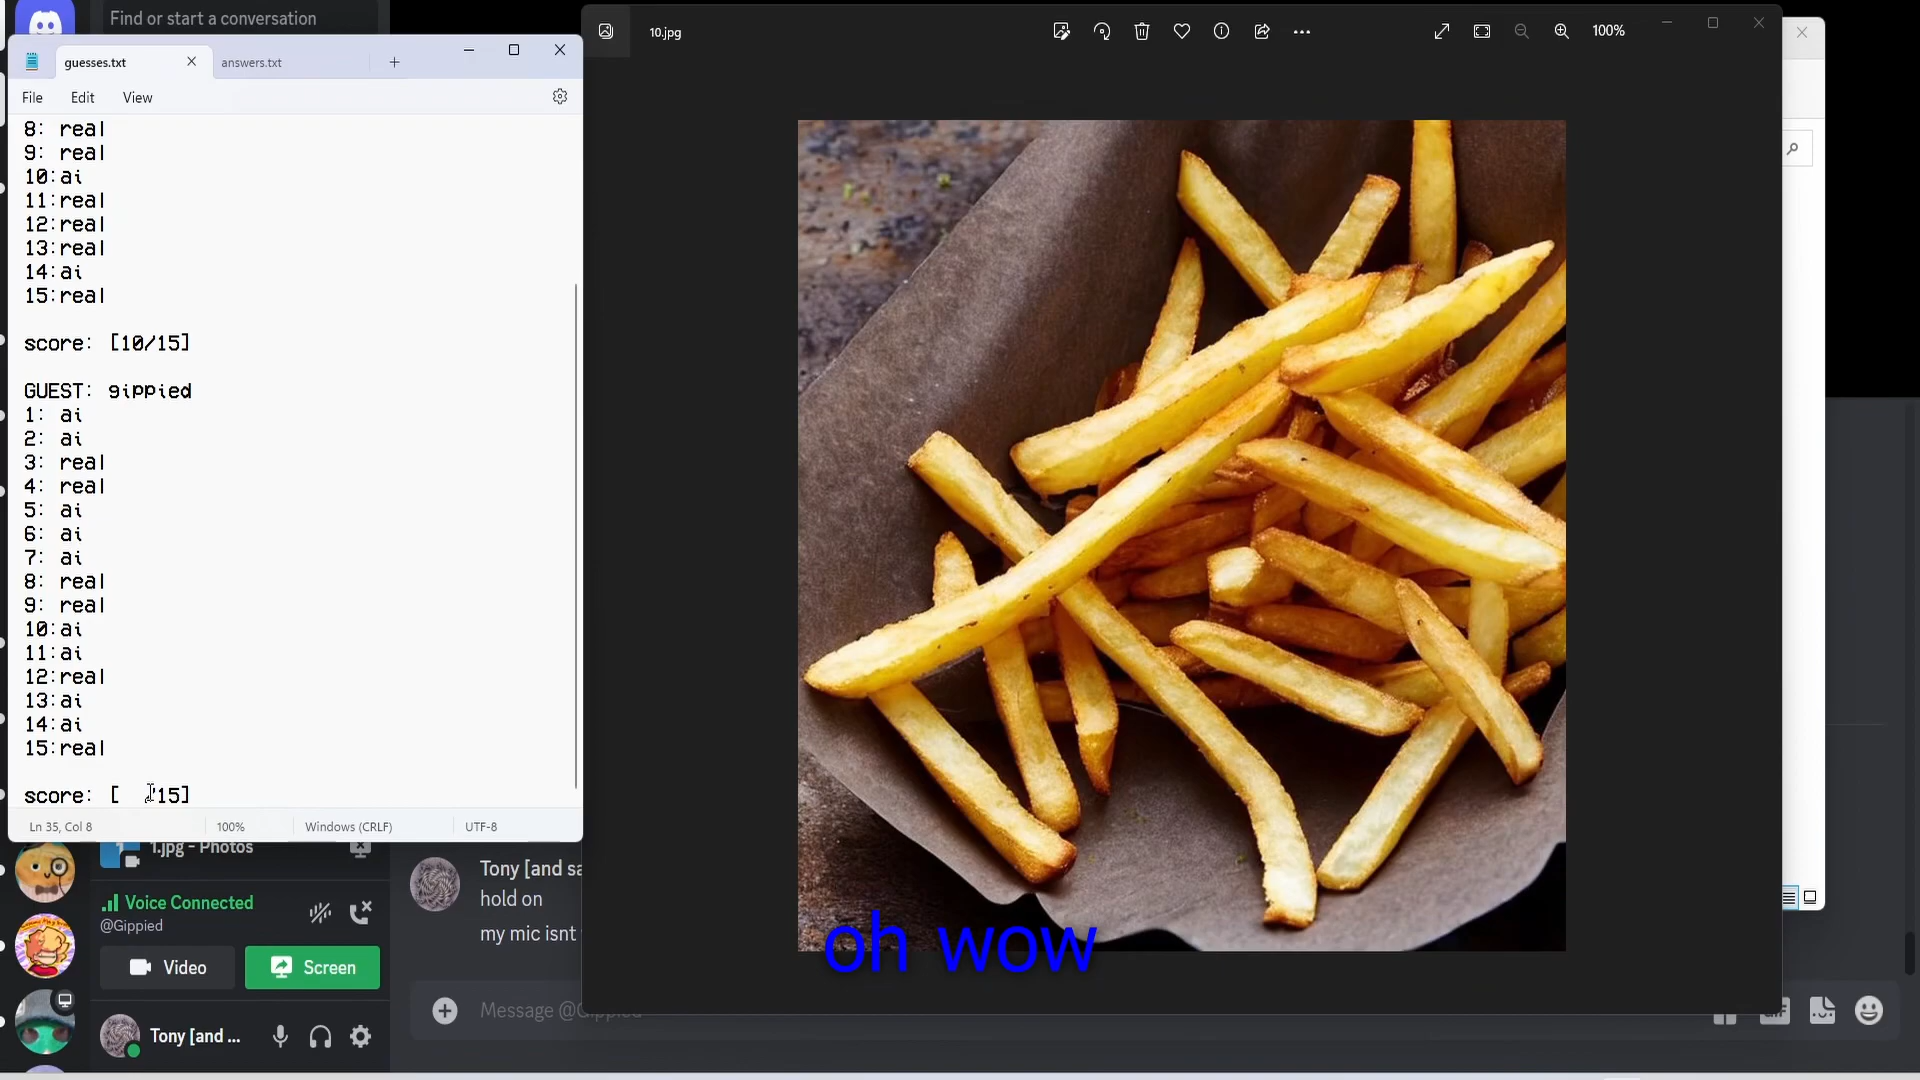 Find or start a conversation
guesses.txt
answers.txt
File
Edit
View
8: real
9: real
10:ai
11:real
12:real
13:real
14:ai
15:real
score: [10/15]
GUEST: gippied
1: ai
2: ai
3: real
4: real
5: ai
6: ai
7: ai
8: real
9: real
10:ai
11:ai
12:real
13:ai
14:ai
15:real
score: [ /15]
Ln 35, Col 8
100%
Windows (CRLF)
UTF-8
10.jpg
100%
oh wow
1.jpg - Photos
Voice Connected
@Gippied
Video
Screen
Tony [and ...
Tony [and sa
hold on
my mic isnt
Message @Gippied